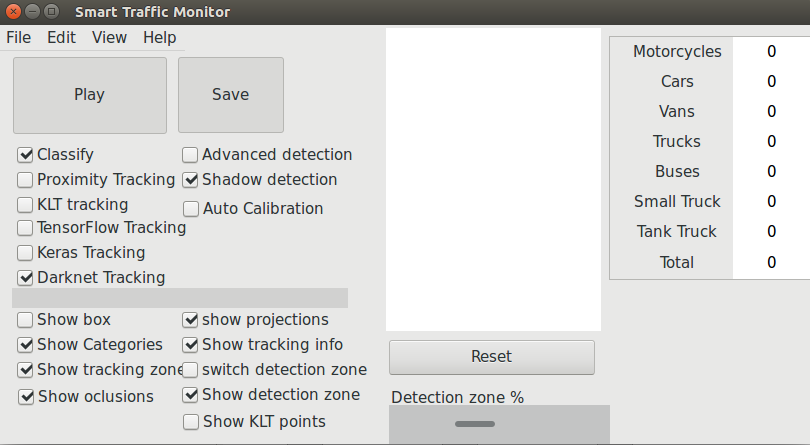 Smart Traffic Monitor
File Edit View Help
Play Save
Classify
Proximity Tracking
KLT tracking
TensorFlow Tracking
Keras Tracking
Darknet Tracking
Advanced detection
Shadow detection
Auto Calibration
Show box
Show Categories
Show tracking zone
Show oclusions
show projections
Show tracking info
switch detection zone
Show detection zone
Show KLT points
Reset
Detection zone %
Motorcycles 0
Cars 0
Vans 0
Trucks 0
Buses 0
Small Truck 0
Tank Truck 0
Total 0